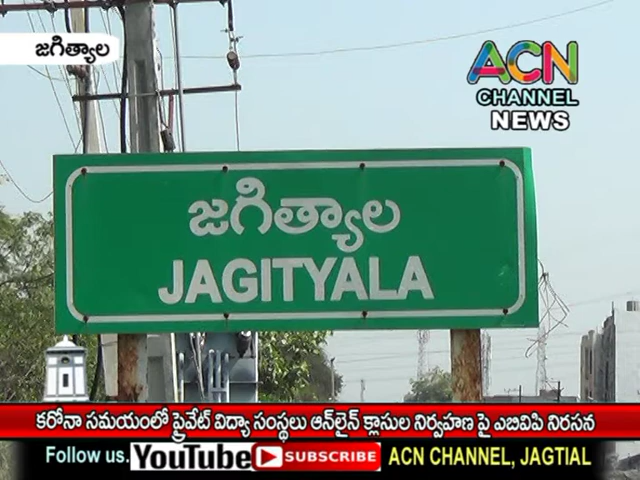 జగిత్యాల
ACN
CHANNEL
NEWS
జగిత్యాల
JAGITYALA
కరోనా సమయంలో ప్రైవేట్ విద్యా సంస్థలు ఆన్‌లైన్ క్లాసుల నిర్వహణ పై ఎబివిపి నిరసన
Follow us. YouTube SUBSCRIBE ACN CHANNEL, JAGTIAL